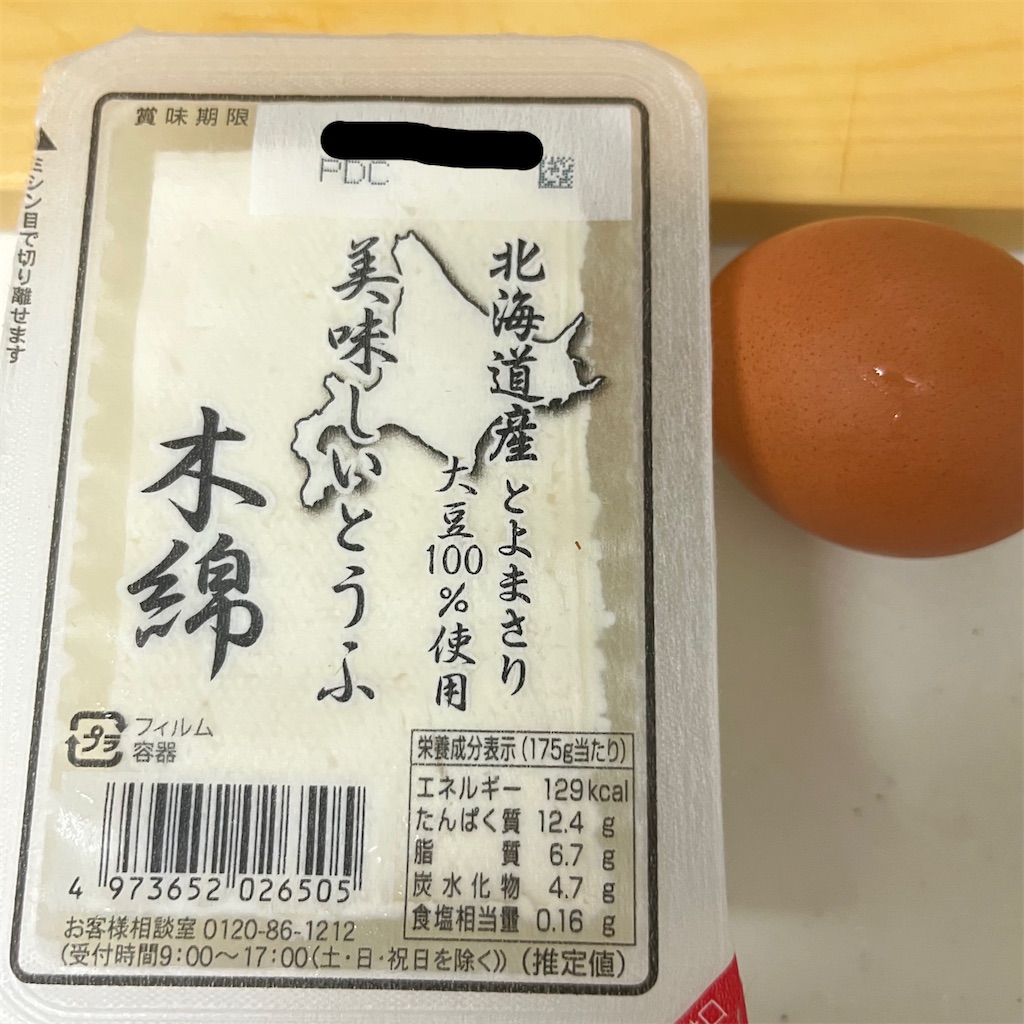 賞味期限
PDC
ミシン目で切り離せます
北海道産とよまさり
大豆100%使用
美味しいとうふ
木綿
プラ
フィルム
容器
栄養成分表示(175g当たり)
エネルギー 129kcal
たんぱく質 12.4 g
脂質 6.7 g
炭水化物 4.7 g
食塩相当量 0.16 g
4 973652 026505
お客様相談室 0120-86-1212
(受付時間9:00～17:00(土・日・祝日を除く)) (推定値)